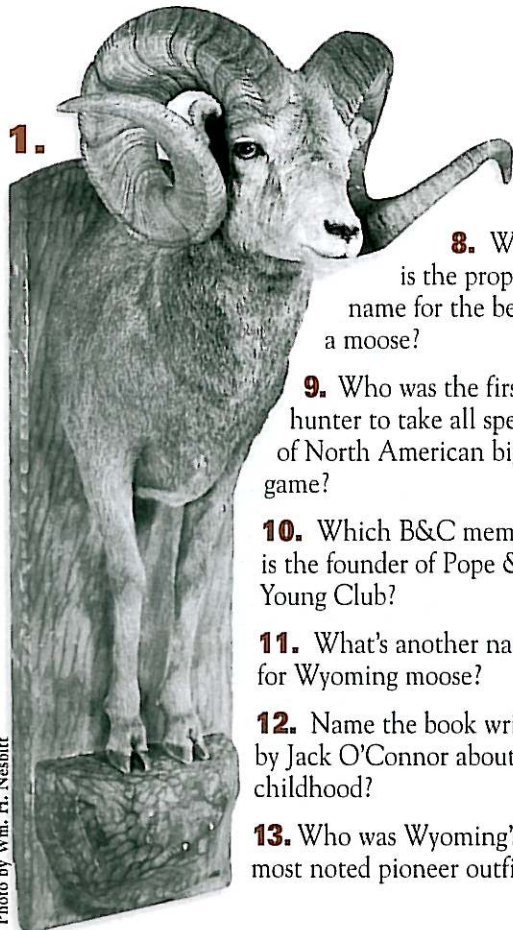 1.
8. W
is the prop
name for the be
a moose?
9. Who was the firs
hunter to take all spe
of North American bi
game?
10. Which B&C mem
is the founder of Pope &
Young Club?
11. What's another na
for Wyoming moose?
12. Name the book wri
by Jack O'Connor about
childhood?
13. Who was Wyoming's
most noted pioneer outfi
Photo by Wm. H. Nesbitt